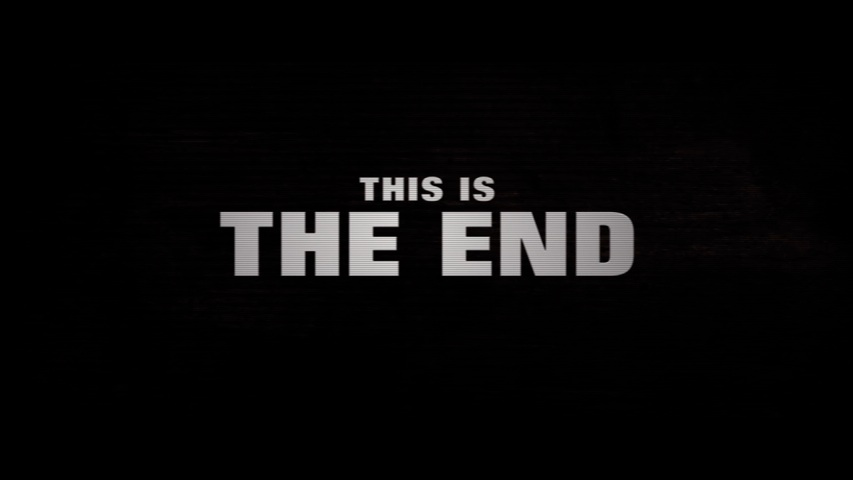 THIS IS
THE END